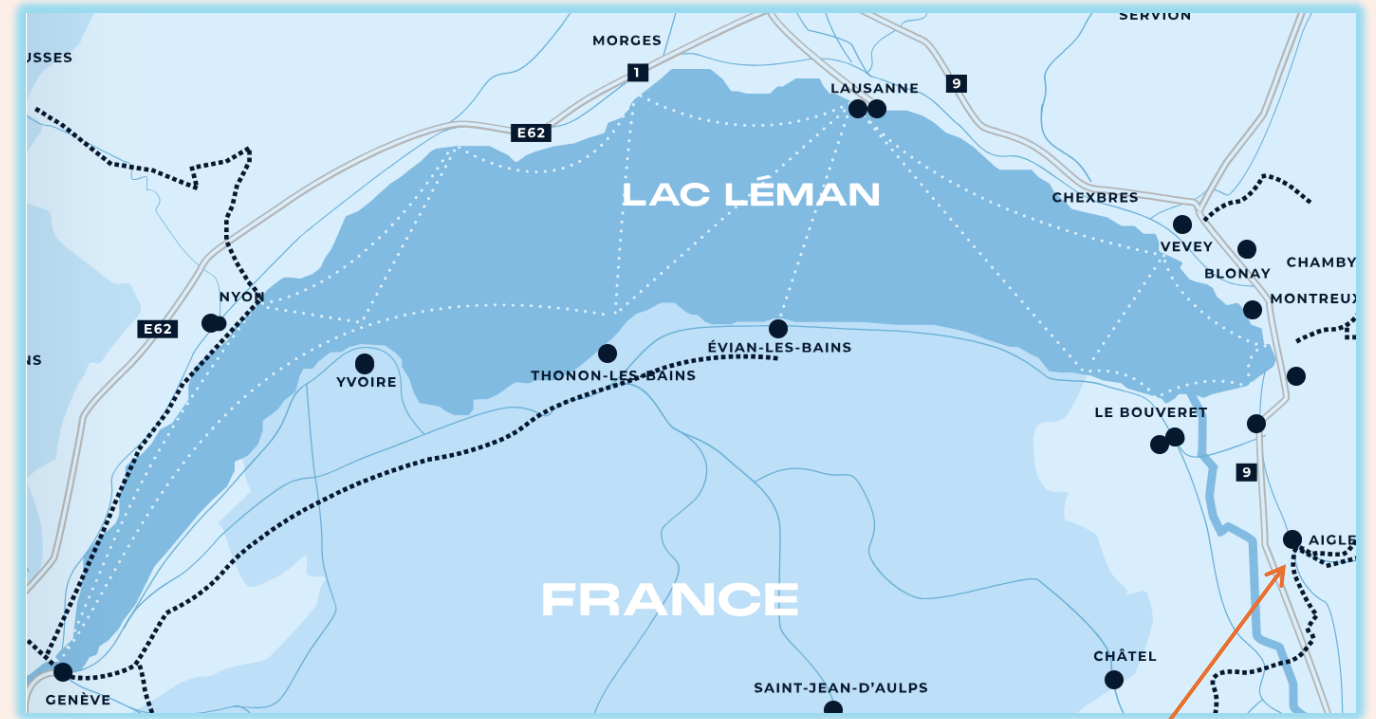 SERVION
MORGES
USSES
1
9
LAUSANNE
E62
LAC LÉMAN
CHEXBRES
VEVEY
BLONAY
CHAMBY
NYON
MONTREUX
E62
ÉVIAN-LES-BAINS
NS
THONON-LES-BAINS
YVOIRE
LE BOUVERET
9
AIGLE
FRANCE
CHÂTEL
SAINT-JEAN-D'AULPS
GENÈVE